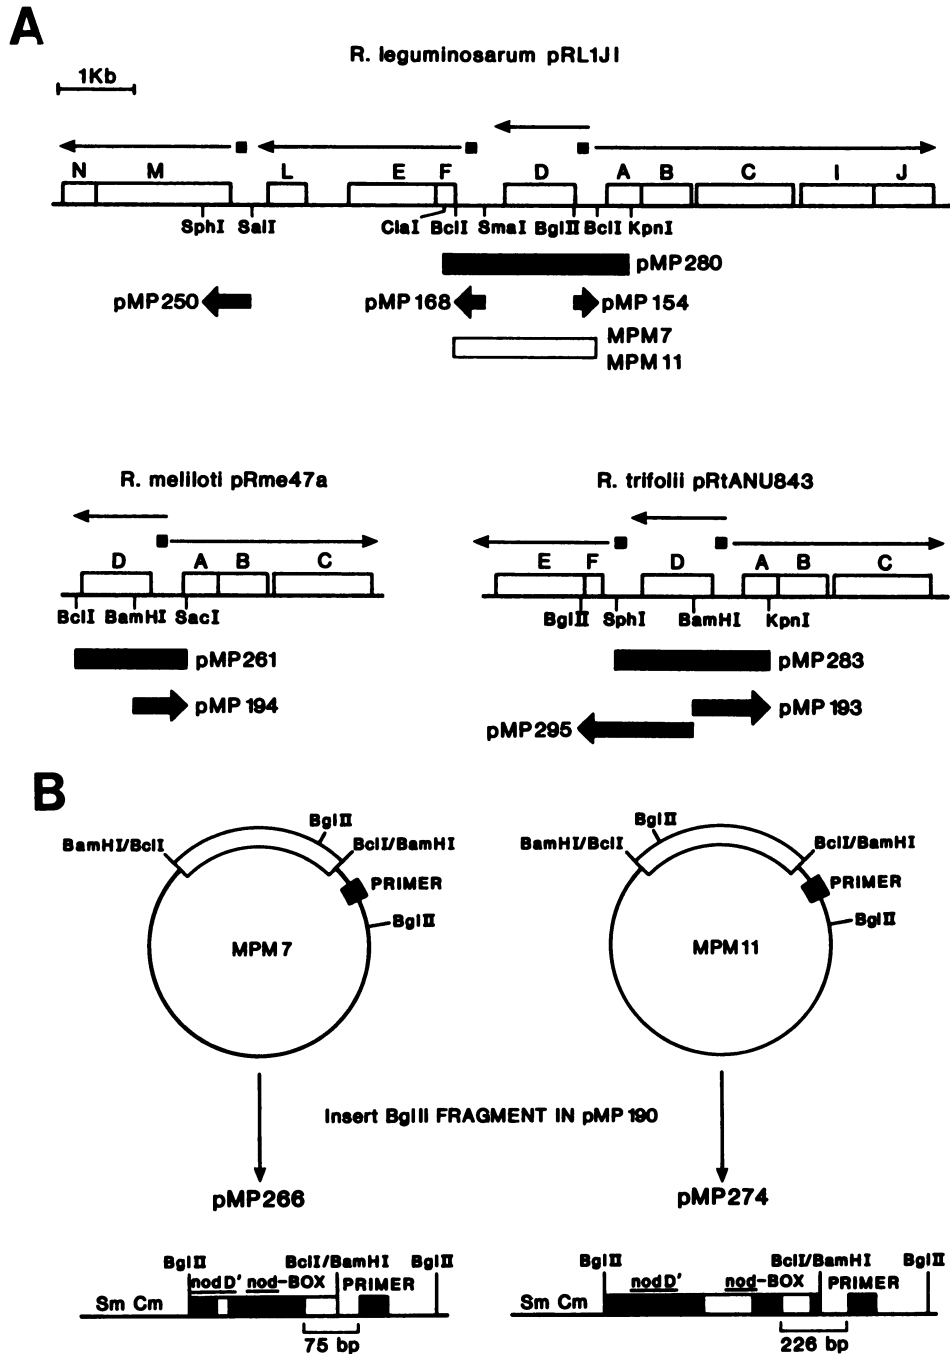 A
R. leguminosarum pRL1JI
1Kb
N M L E F D A B C I J
SphI SalI ClaI BclI SmaI BglII BclI KpnI
pMP280
pMP250 pMP168 pMP154
MPM7
MPM11
R. meliloti pRme47a
R. trifolii pRtANU843
D A B C
E F D A B C
BclI BamHI SacI
BglII SphI BamHI KpnI
pMP261
pMP283
pMP194
pMP193
pMP295
B
BglII
BamHI/BclI BclI/BamHI
PRIMER
BglII
MPM7
BglII
BamHI/BclI BclI/BamHI
PRIMER
BglII
MPM11
Insert BglII FRAGMENT IN pMP190
pMP266
pMP274
BglII BclI/BamHI BglII
nodD' nod-BOX PRIMER
Sm Cm
75 bp
BglII BclI/BamHI BglII
nodD' nod-BOX PRIMER
Sm Cm
226 bp